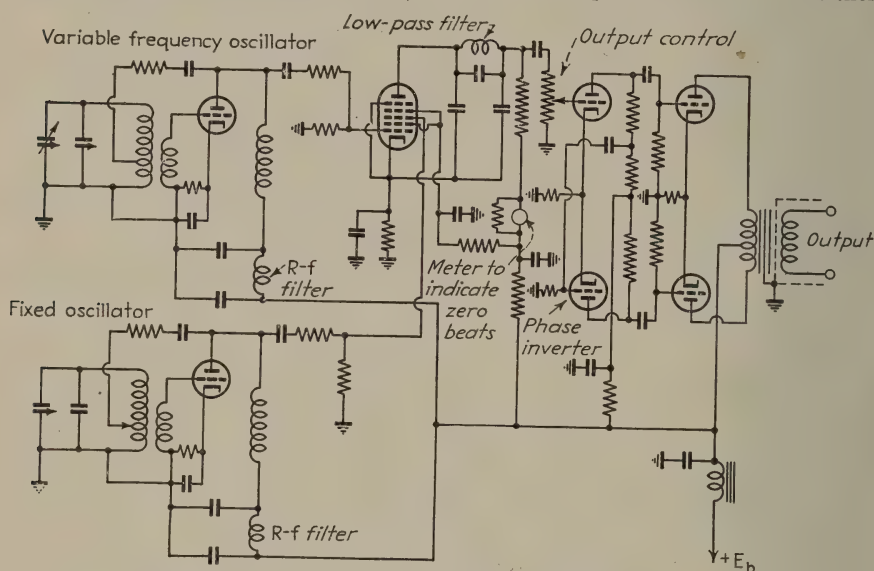 Low-pass filter
Variable frequency oscillator
Output control
R-f
filter
Meter to
indicate
zero
beats
Output
Phase
inverter
Fixed oscillator
R-f filter
+E_b